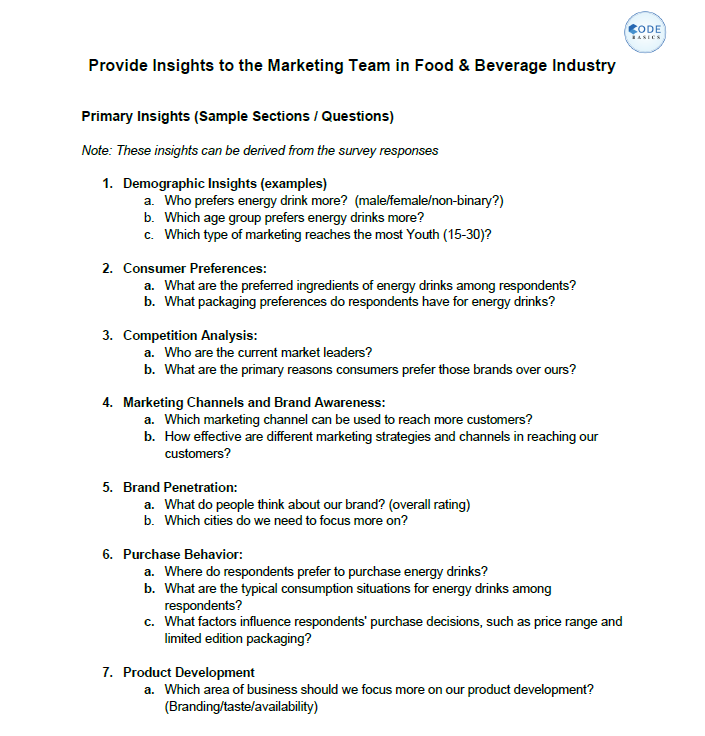 CODE
BASICS
Provide Insights to the Marketing Team in Food & Beverage Industry
Primary Insights (Sample Sections / Questions)
Note: These insights can be derived from the survey responses
1. Demographic Insights (examples)
a. Who prefers energy drink more? (male/female/non-binary?)
b. Which age group prefers energy drinks more?
c. Which type of marketing reaches the most Youth (15-30)?
2. Consumer Preferences:
a. What are the preferred ingredients of energy drinks among respondents?
b. What packaging preferences do respondents have for energy drinks?
3. Competition Analysis:
a. Who are the current market leaders?
b. What are the primary reasons consumers prefer those brands over ours?
4. Marketing Channels and Brand Awareness:
a. Which marketing channel can be used to reach more customers?
b. How effective are different marketing strategies and channels in reaching our
customers?
5. Brand Penetration:
a. What do people think about our brand? (overall rating)
b. Which cities do we need to focus more on?
6. Purchase Behavior:
a. Where do respondents prefer to purchase energy drinks?
b. What are the typical consumption situations for energy drinks among
respondents?
c. What factors influence respondents' purchase decisions, such as price range and
limited edition packaging?
7. Product Development
a. Which area of business should we focus more on our product development?
(Branding/taste/availability)